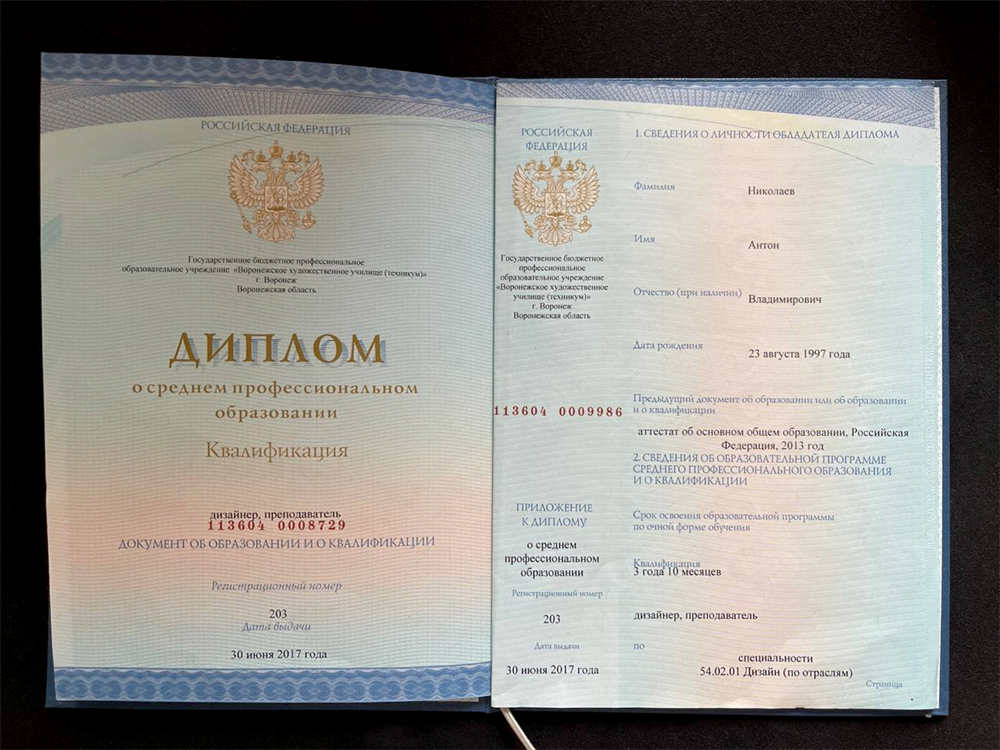 РОССИЙСКАЯ ФЕДЕРАЦИЯ
Государственное бюджетное профессиональное
образовательное учреждение «Воронежское художественное училище (техникум)»
г. Воронеж
Воронежская область
ДИПЛОМ
о среднем профессиональном
образовании
Квалификация
дизайнер, преподаватель
113604 0008729
ДОКУМЕНТ ОБ ОБРАЗОВАНИИ И О КВАЛИФИКАЦИИ
Регистрационный номер
203
Дата выдачи
30 июня 2017 года
РОССИЙСКАЯ
ФЕДЕРАЦИЯ
Государственное бюджетное
профессиональное
образовательное учреждение
«Воронежское художественное
училище (техникум)»
г. Воронеж
Воронежская область
113604 0009986
ПРИЛОЖЕНИЕ
К ДИПЛОМУ
о среднем
профессиональном
образовании
Регистрационный номер
203
Дата выдачи
30 июня 2017 года
1. СВЕДЕНИЯ О ЛИЧНОСТИ ОБЛАДАТЕЛЯ ДИПЛОМА
Фамилия Николаев
Имя Антон
Отчество (при наличии) Владимирович
Дата рождения 23 августа 1997 года
Предыдущий документ об образовании или об образовании
и о квалификации
аттестат об основном общем образовании, Российская
Федерация, 2013 год
2. СВЕДЕНИЯ ОБ ОБРАЗОВАТЕЛЬНОЙ ПРОГРАММЕ
СРЕДНЕГО ПРОФЕССИОНАЛЬНОГО ОБРАЗОВАНИЯ
И О КВАЛИФИКАЦИИ
Срок освоения образовательной программы
по очной форме обучения
Квалификация
3 года 10 месяцев
дизайнер, преподаватель
по
специальности
54.02.01 Дизайн (по отраслям)
Страница